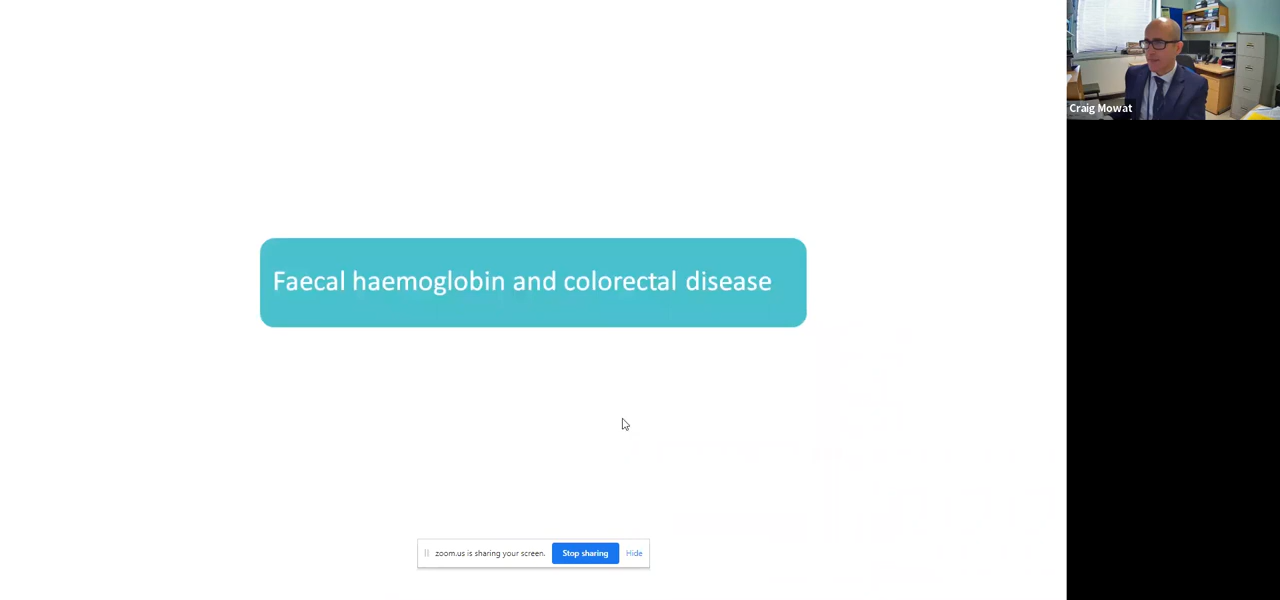 Craig Mowat
Faecal haemoglobin and colorectal disease
zoom.us is sharing your screen. Stop sharing Hide